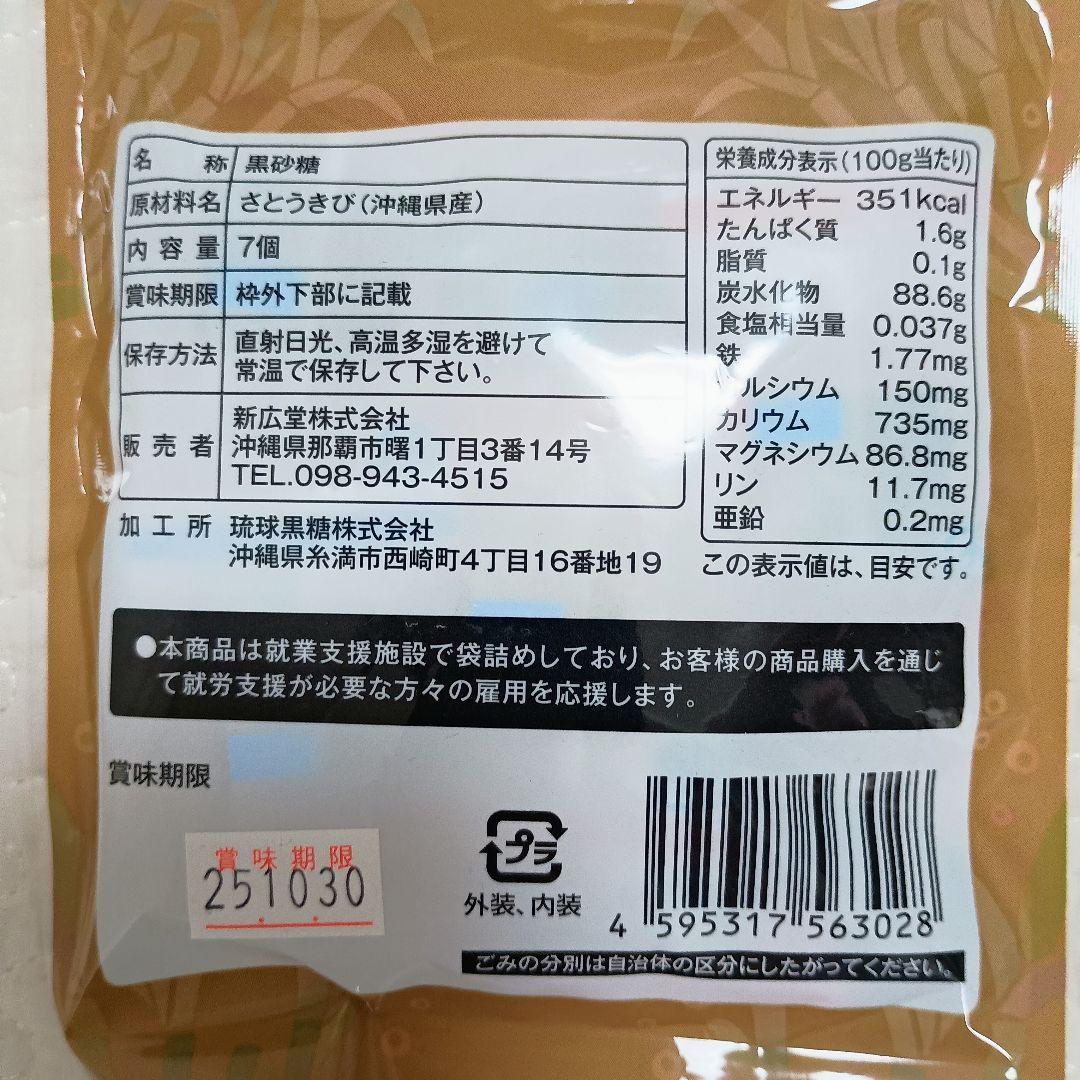 名称 黒砂糖
原材料名 さとうきび(沖縄県産)
内容量 7個
賞味期限 枠外下部に記載
保存方法 直射日光、高温多湿を避けて
常温で保存して下さい。
販売者 新広堂株式会社
沖縄県那覇市曙1丁目3番14号
TEL.098-943-4515
加工所 琉球黒糖株式会社
沖縄県糸満市西崎町4丁目16番地19
栄養成分表示(100g当たり)
エネルギー 351kcal
たんぱく質 1.6g
脂質 0.1g
炭水化物 88.6g
食塩相当量 0.037g
鉄 1.77mg
ルシウム 150mg
カリウム 735mg
マグネシウム 86.8mg
リン 11.7mg
亜鉛 0.2mg
この表示値は、目安です。
●本商品は就業支援施設で袋詰めしており、お客様の商品購入を通じ
て就労支援が必要な方々の雇用を応援します。
賞味期限
賞味期限
251030
プラ
外装、内装
4 595317 563028
ごみの分別は自治体の区分にしたがってください。